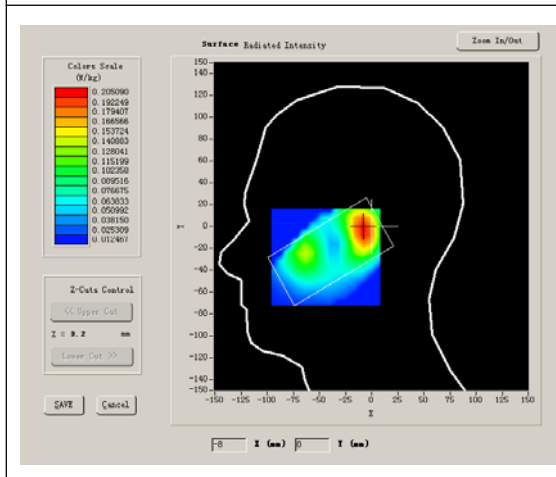 Surface Radiated Intensity
Zoom In/Out
Colors Scale
(W/kg)
0.205090
0.192249
0.179407
0.166566
0.153724
0.140883
0.128041
0.115199
0.102358
0.089516
0.076675
0.063833
0.050992
0.038150
0.025309
0.012467
Z-Cuts Control
<< Upper Cut
Z = 0.2 mm
Lower Cut >>
SAVE
Cancel
150
140
120
100
80
60
40
20
0
-20
-40
-60
-80
-100
-120
-140
-150
Y
-150 -125 -100 -75 -50 -25 0 25 50 75 100 125 150
X
-8 X (mm) 0 Y (mm)